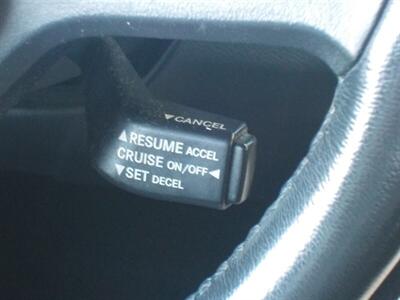 ▼CANCEL
▲RESUME ACCEL
CRUISE ON/OFF◀
▼SET DECEL